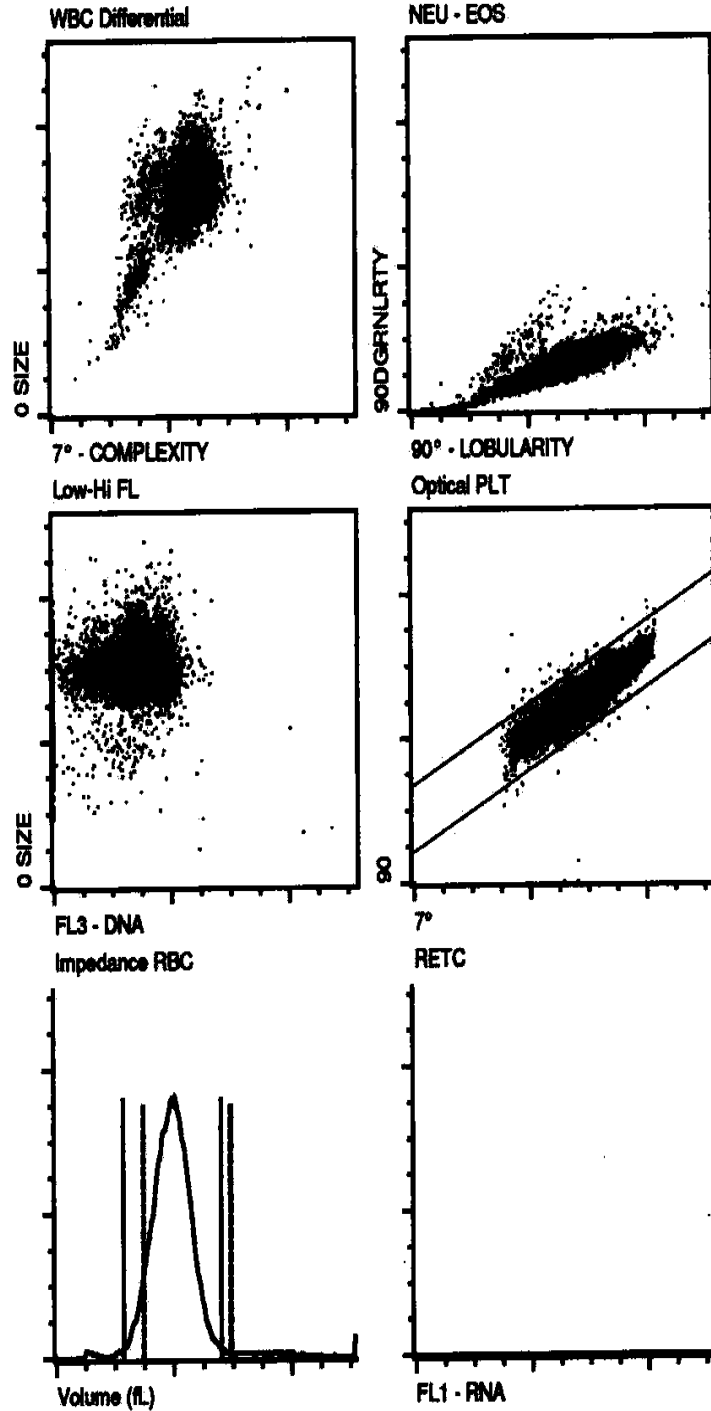 WBC Differential
NEU - EOS
0 SIZE
90DGRNLRTY
7° - COMPLEXITY
90° - LOBULARITY
Low-Hi FL
Optical PLT
0 SIZE
90
FL3 - DNA
7°
Impedance RBC
RETC
Volume (fL)
FL1 - RNA